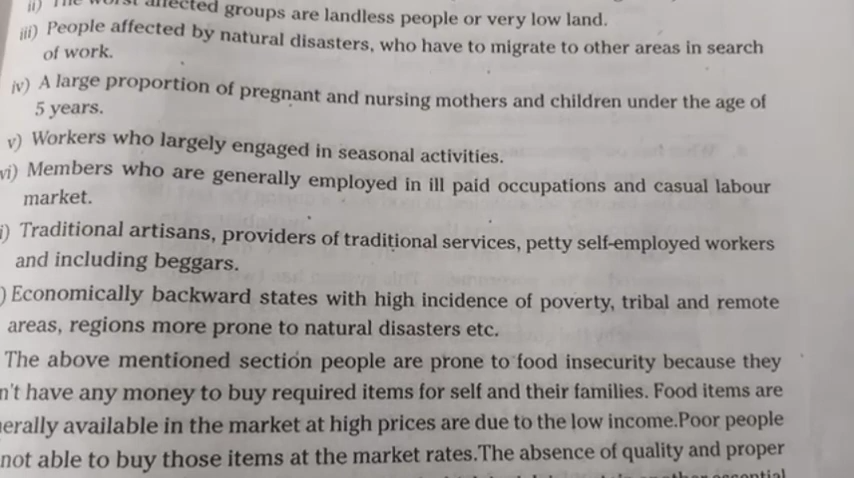 ii) The worst affected groups are landless people or very low land.
iii) People affected by natural disasters, who have to migrate to other areas in search
of work.
iv) A large proportion of pregnant and nursing mothers and children under the age of
5 years.
v) Workers who largely engaged in seasonal activities.
vi) Members who are generally employed in ill paid occupations and casual labour
market.
i) Traditional artisans, providers of traditional services, petty self-employed workers
and including beggars.
) Economically backward states with high incidence of poverty, tribal and remote
areas, regions more prone to natural disasters etc.
The above mentioned section people are prone to food insecurity because they
n't have any money to buy required items for self and their families. Food items are
erally available in the market at high prices are due to the low income.Poor people
not able to buy those items at the market rates.The absence of quality and proper
essential